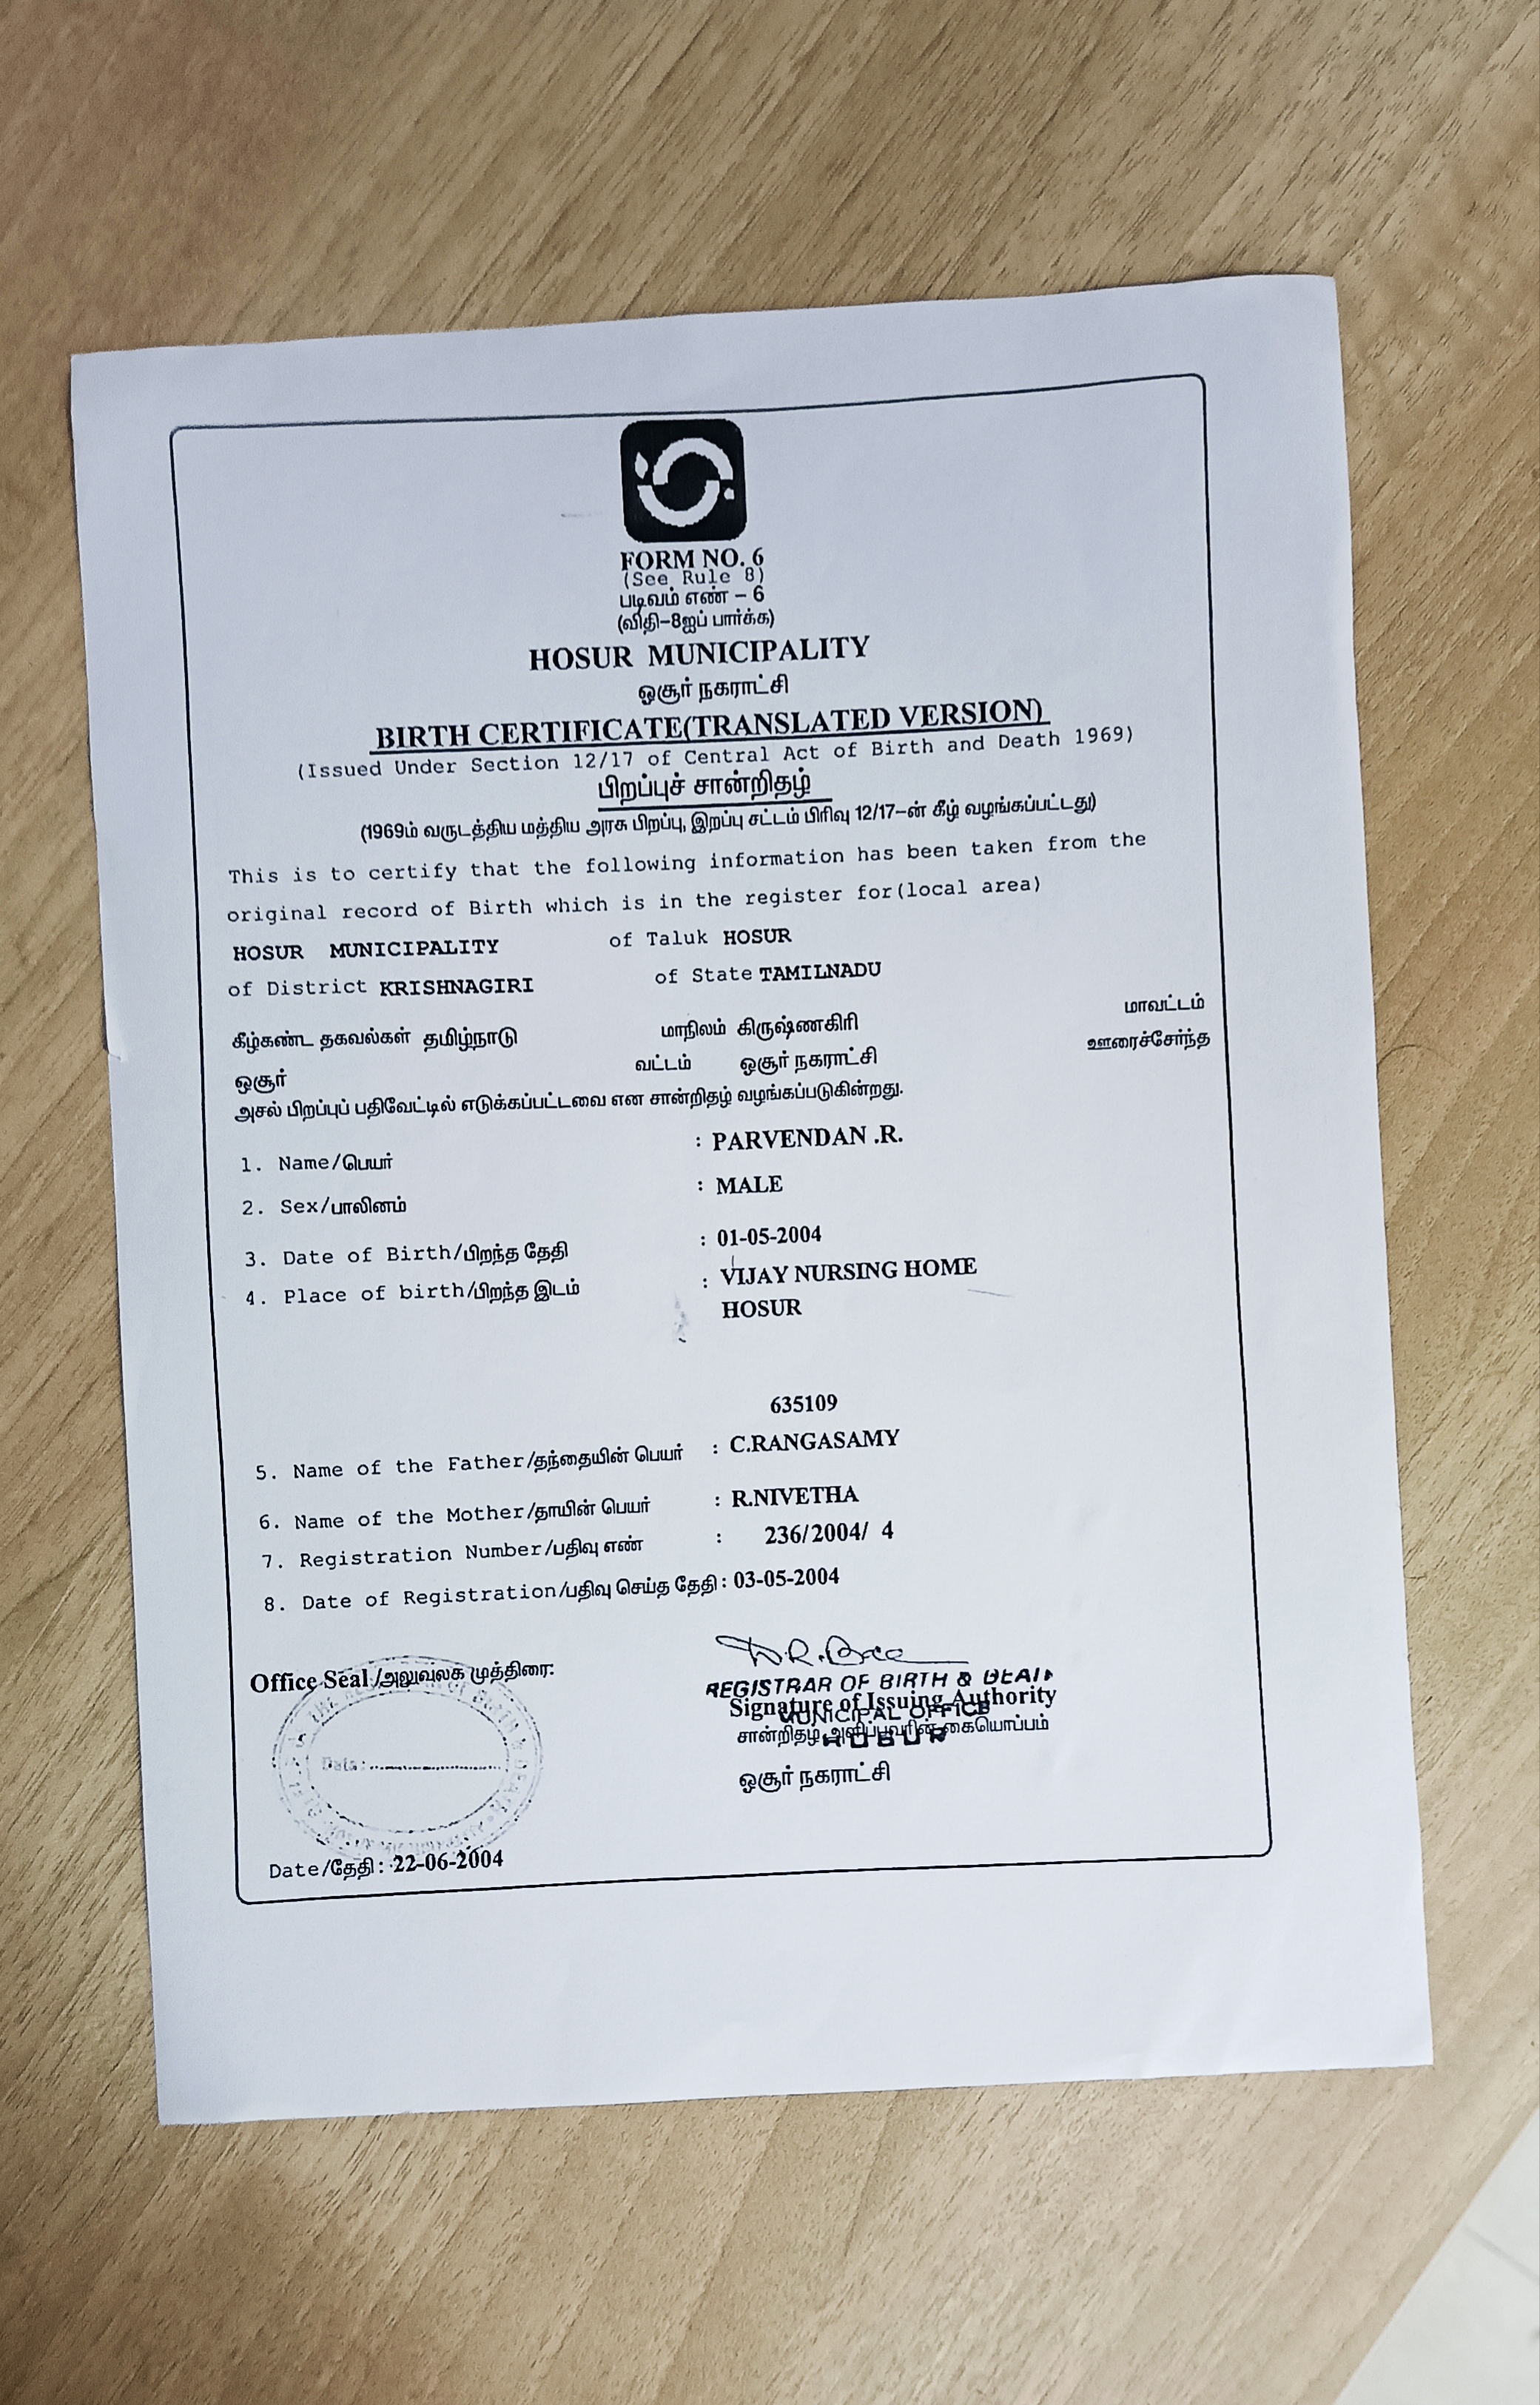 FORM NO. 6
(See Rule 8)
படிவம் எண் – 6
(விதி–8ஐப் பார்க்க)
HOSUR MUNICIPALITY
ஒசூர் நகராட்சி
BIRTH CERTIFICATE(TRANSLATED VERSION)
(Issued Under Section 12/17 of Central Act of Birth and Death 1969)
பிறப்புச் சான்றிதழ்
(1969ம் வருடத்திய மத்திய அரசு பிறப்பு, இறப்பு சட்டம் பிரிவு 12/17–ன் கீழ் வழங்கப்பட்டது)
This is to certify that the following information has been taken from the
original record of Birth which is in the register for(local area)
HOSUR MUNICIPALITY of Taluk HOSUR
of District KRISHNAGIRI of State TAMILNADU
கீழ்கண்ட தகவல்கள் தமிழ்நாடு மாநிலம் கிருஷ்ணகிரி மாவட்டம்
ஒசூர் வட்டம் ஒசூர் நகராட்சி ஊரைச்சேர்ந்த
அசல் பிறப்புப் பதிவேட்டில் எடுக்கப்பட்டவை என சான்றிதழ் வழங்கப்படுகின்றது.
1. Name/பெயர் : PARVENDAN .R.
2. Sex/பாலினம் : MALE
3. Date of Birth/பிறந்த தேதி : 01-05-2004
4. Place of birth/பிறந்த இடம் : VIJAY NURSING HOME
HOSUR
635109
5. Name of the Father/தந்தையின் பெயர் : C.RANGASAMY
6. Name of the Mother/தாயின் பெயர் : R.NIVETHA
7. Registration Number/பதிவு எண் : 236/2004/ 4
8. Date of Registration/பதிவு செய்த தேதி : 03-05-2004
Office Seal/அலுவலக முத்திரை:
REGISTRAR OF BIRTH &
Signature of Issuing Authority
MUNICIPAL OFFICE
சான்றிதழ் அளிப்பவரின் கையொப்பம்
HOSUR
ஒசூர் நகராட்சி
Date:
Date/தேதி : 22-06-2004